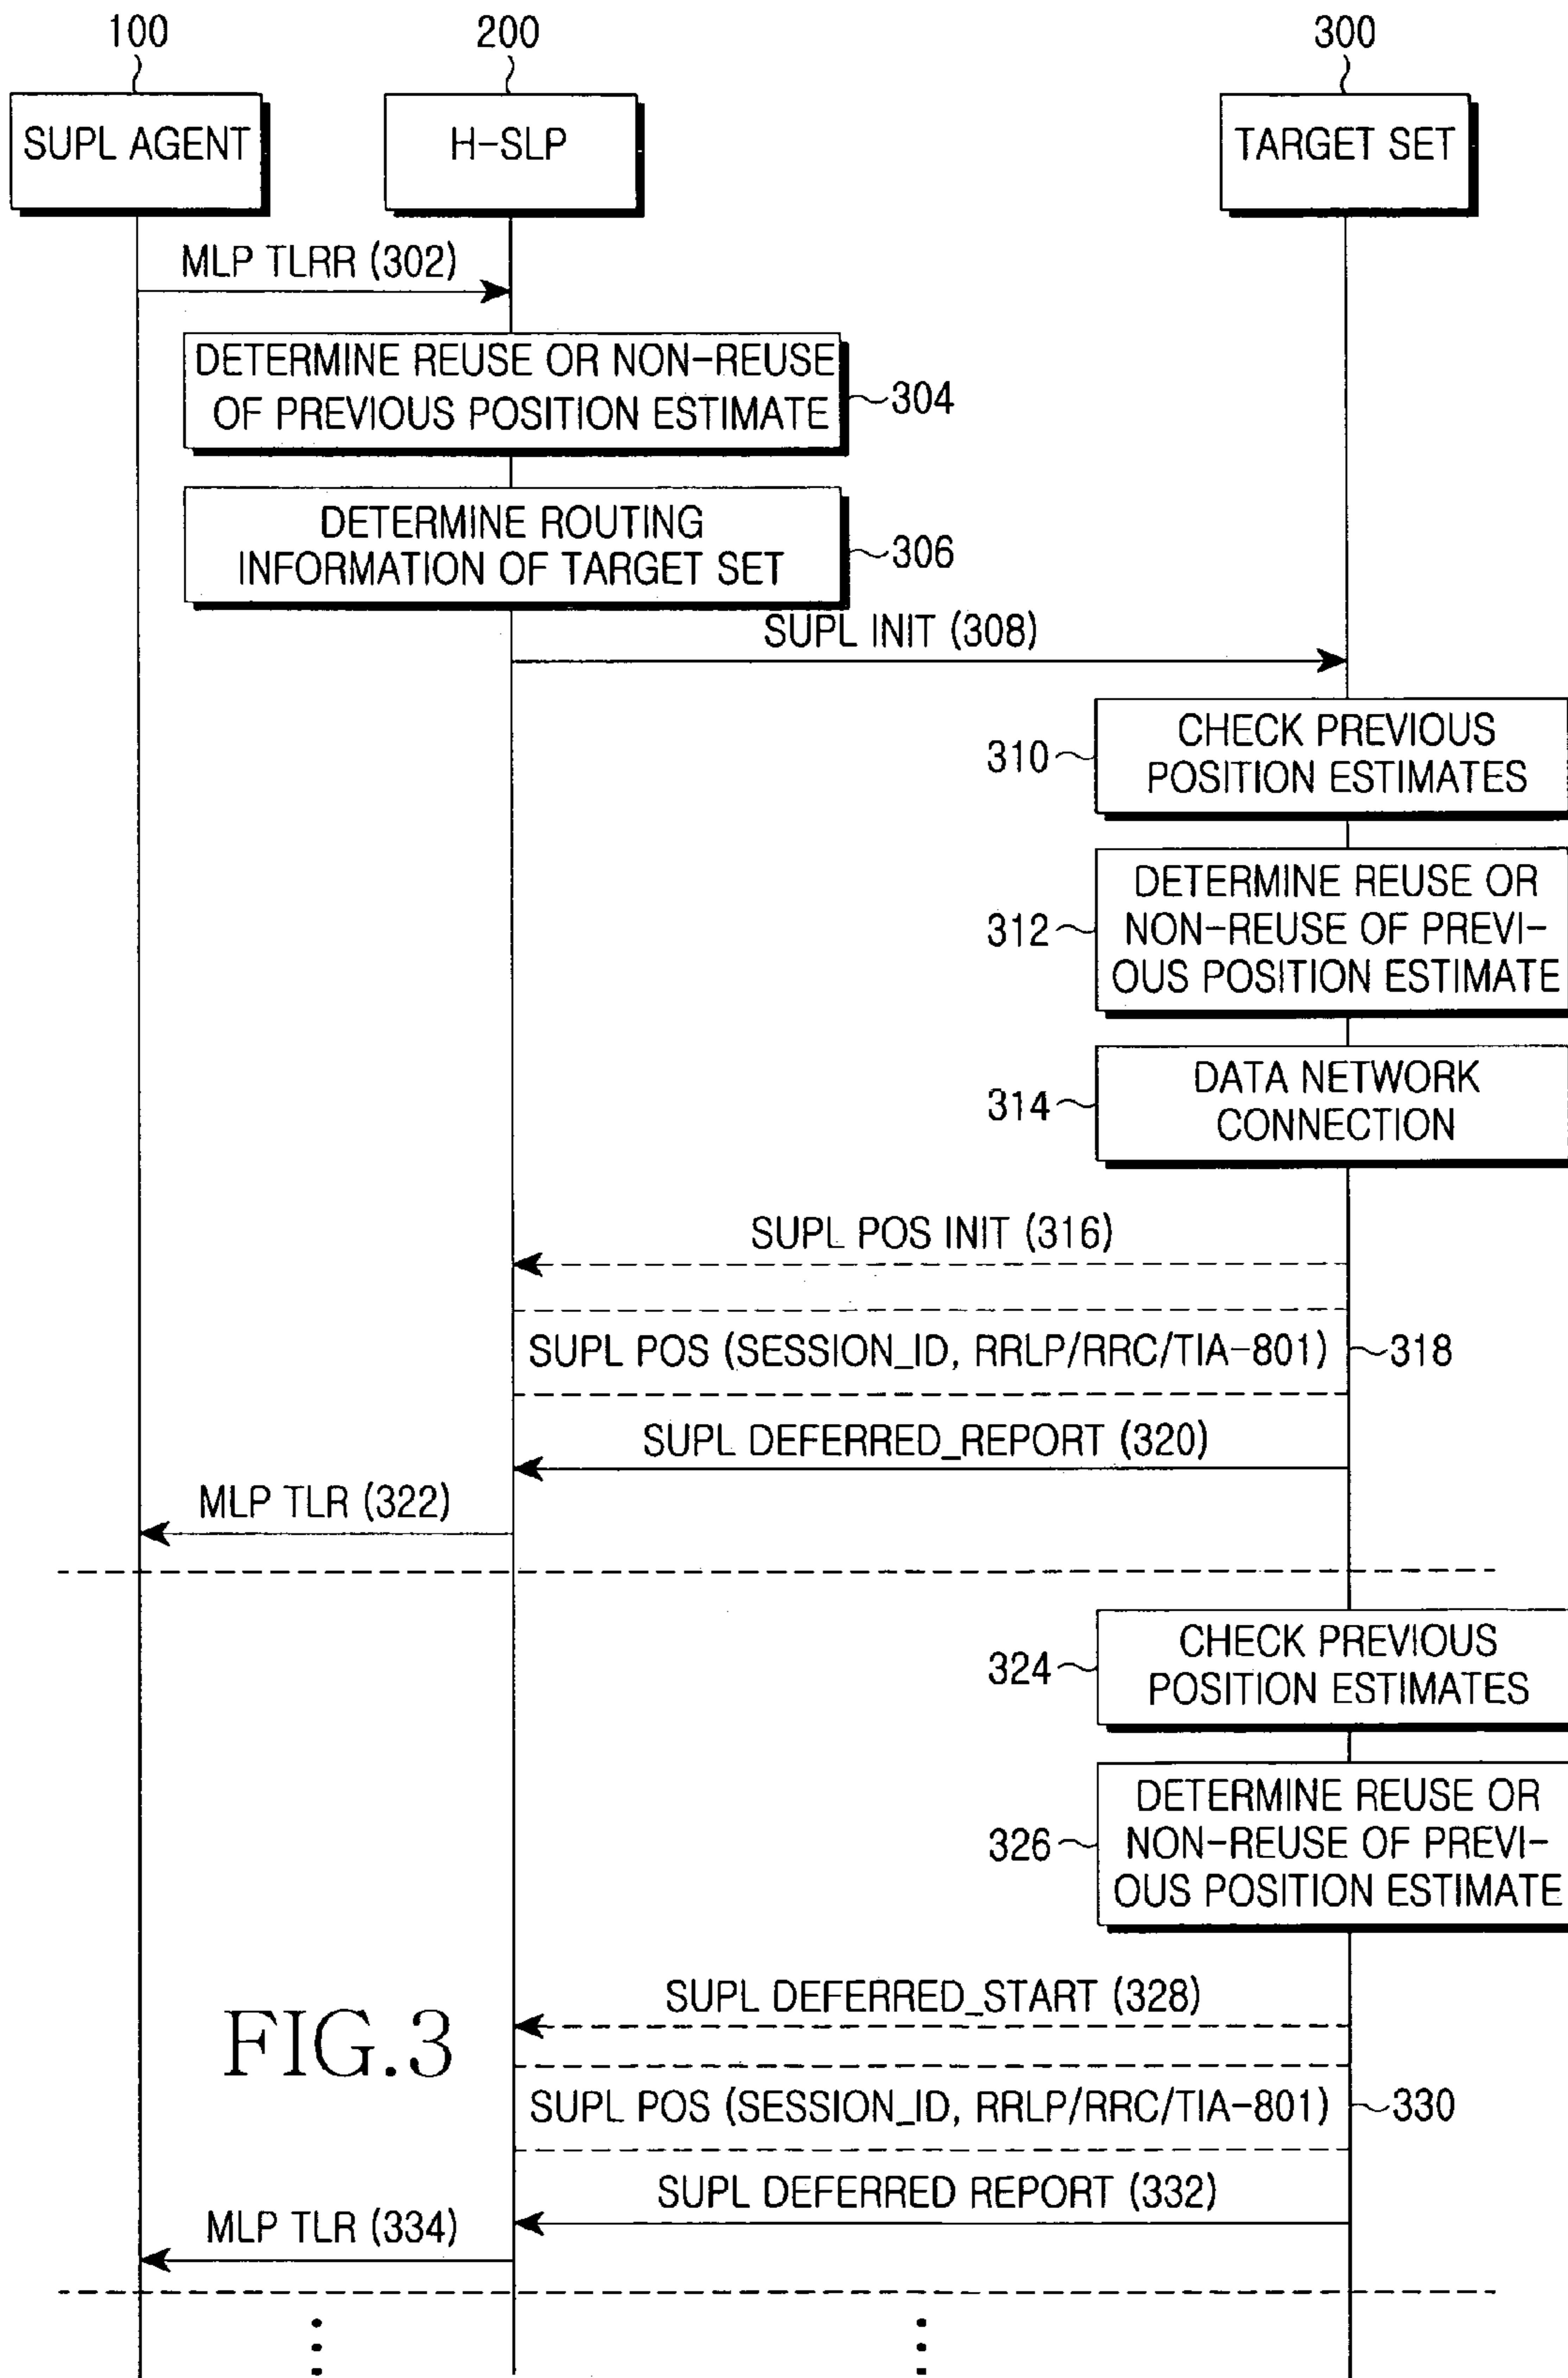 100
200
300
SUPL AGENT
H-SLP
TARGET SET
MLP TLRR (302)
DETERMINE REUSE OR NON-REUSE
OF PREVIOUS POSITION ESTIMATE
304
DETERMINE ROUTING
INFORMATION OF TARGET SET
306
SUPL INIT (308)
CHECK PREVIOUS
POSITION ESTIMATES
310
DETERMINE REUSE OR
NON-REUSE OF PREVI-
OUS POSITION ESTIMATE
312
DATA NETWORK
CONNECTION
314
SUPL POS INIT (316)
SUPL POS (SESSION_ID, RRLP/RRC/TIA-801)
318
SUPL DEFERRED_REPORT (320)
MLP TLR (322)
CHECK PREVIOUS
POSITION ESTIMATES
324
DETERMINE REUSE OR
NON-REUSE OF PREVI-
OUS POSITION ESTIMATE
326
SUPL DEFERRED_START (328)
FIG.3
SUPL POS (SESSION_ID, RRLP/RRC/TIA-801)
330
SUPL DEFERRED REPORT (332)
MLP TLR (334)